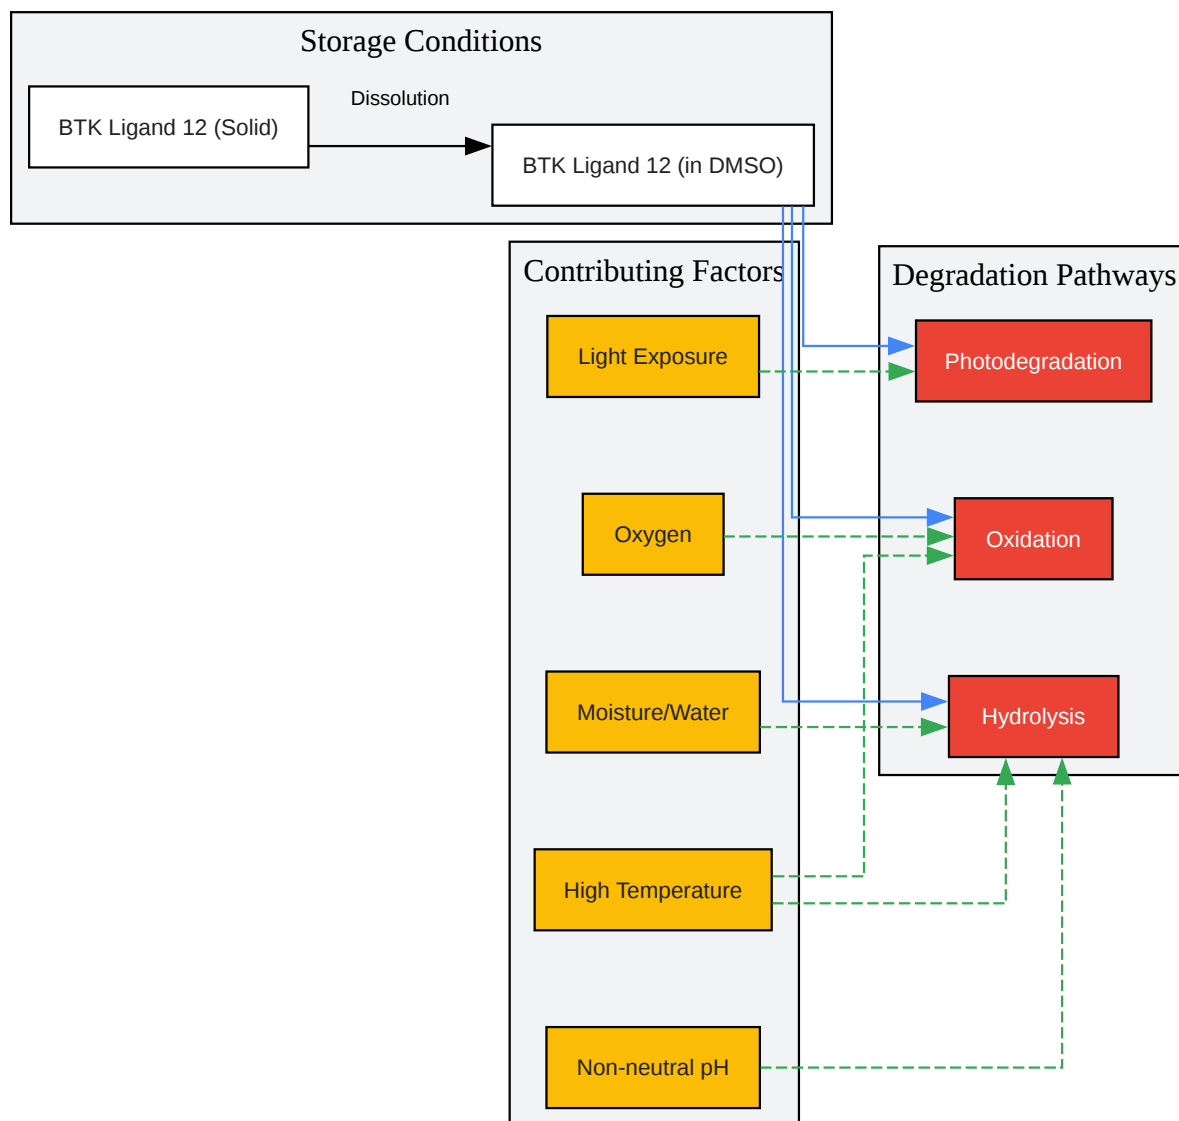 Storage Conditions
BTK Ligand 12 (Solid)
Dissolution
BTK Ligand 12 (in DMSO)
Contributing Factors
Light Exposure
Oxygen
Moisture/Water
High Temperature
Non-neutral pH
Degradation Pathways
Photodegradation
Oxidation
Hydrolysis